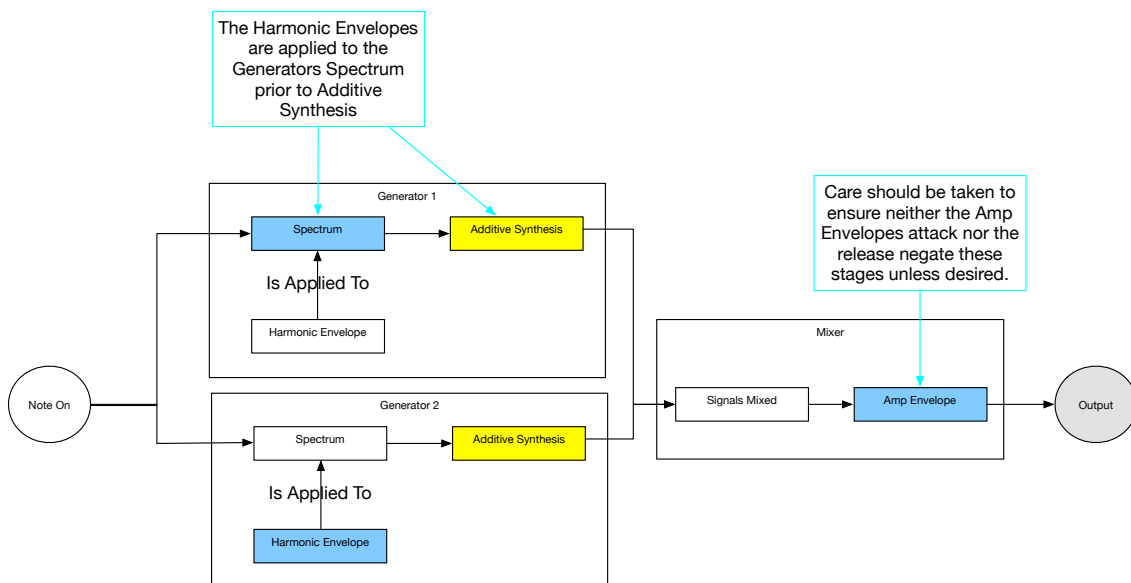 The Harmonic Envelopes
are applied to the
Generators Spectrum
prior to Additive
Synthesis
Generator 1
Spectrum
Additive Synthesis
Is Applied To
Harmonic Envelope
Care should be taken to
ensure neither the Amp
Envelopes attack nor the
release negate these
stages unless desired.
Mixer
Note On
Signals Mixed
Amp Envelope
Output
Generator 2
Spectrum
Additive Synthesis
Is Applied To
Harmonic Envelope